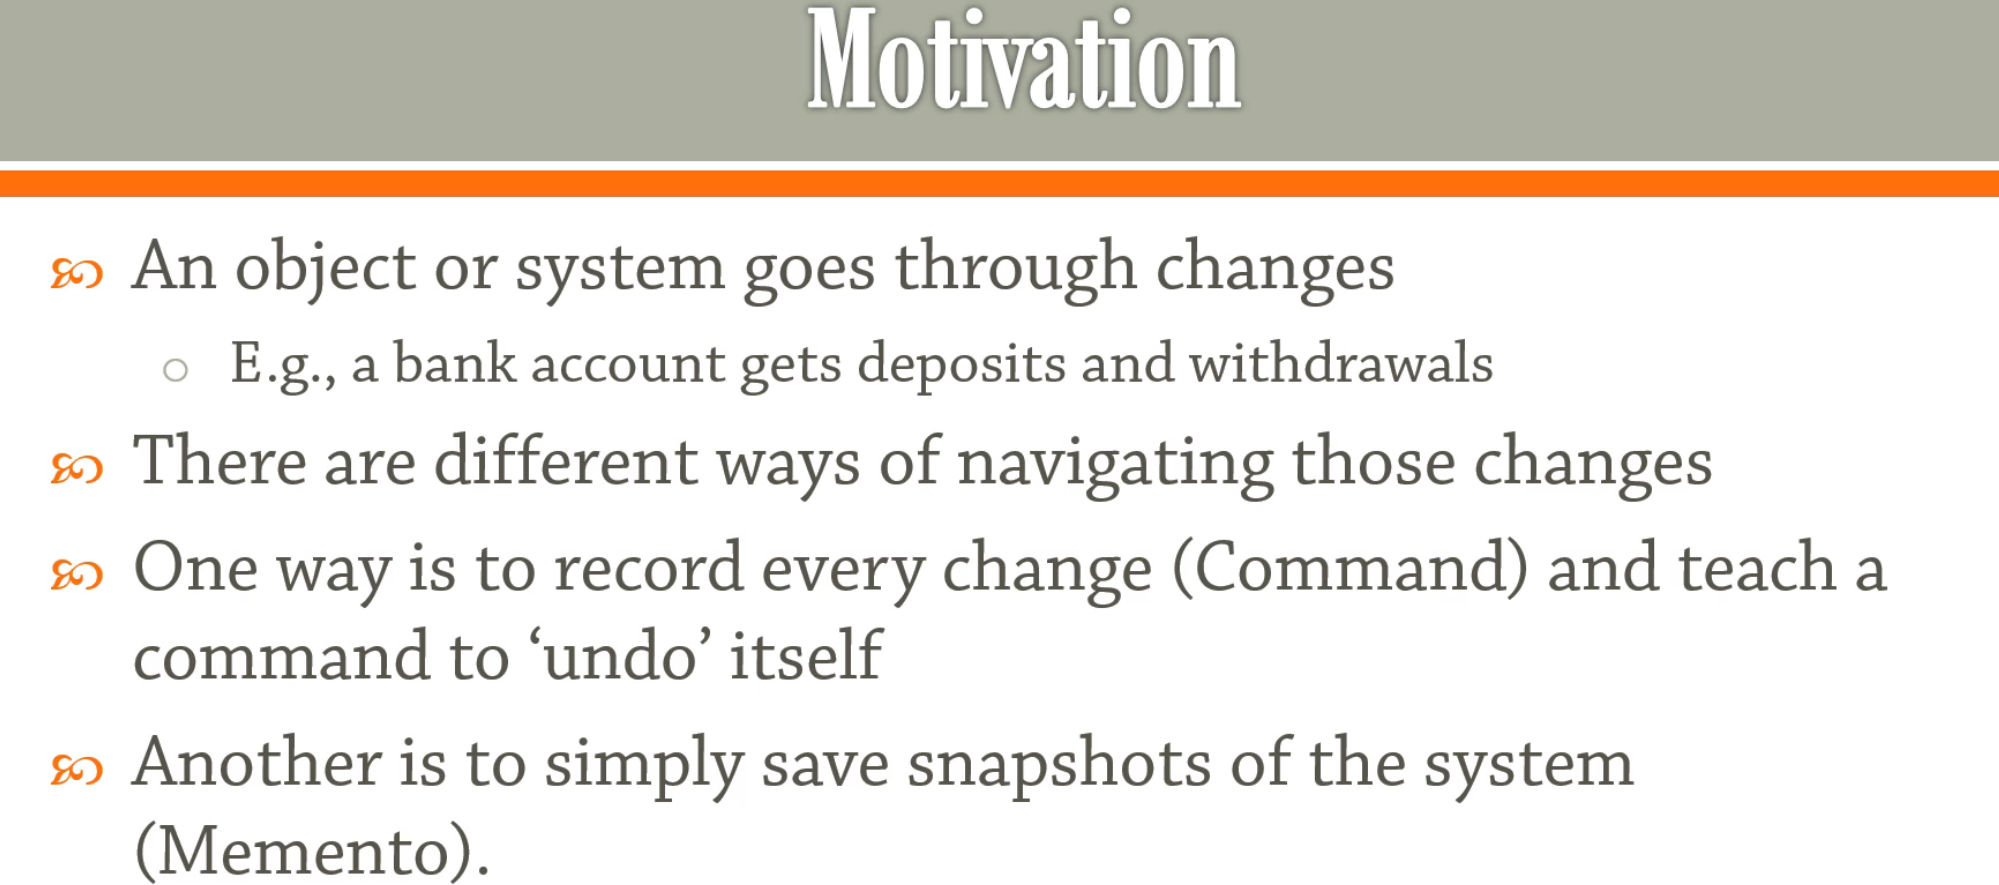 Motivation
An object or system goes through changes
E.g., a bank account gets deposits and withdrawals
There are different ways of navigating those changes
One way is to record every change (Command) and teach a
command to ‘undo’ itself
Another is to simply save snapshots of the system
(Memento).